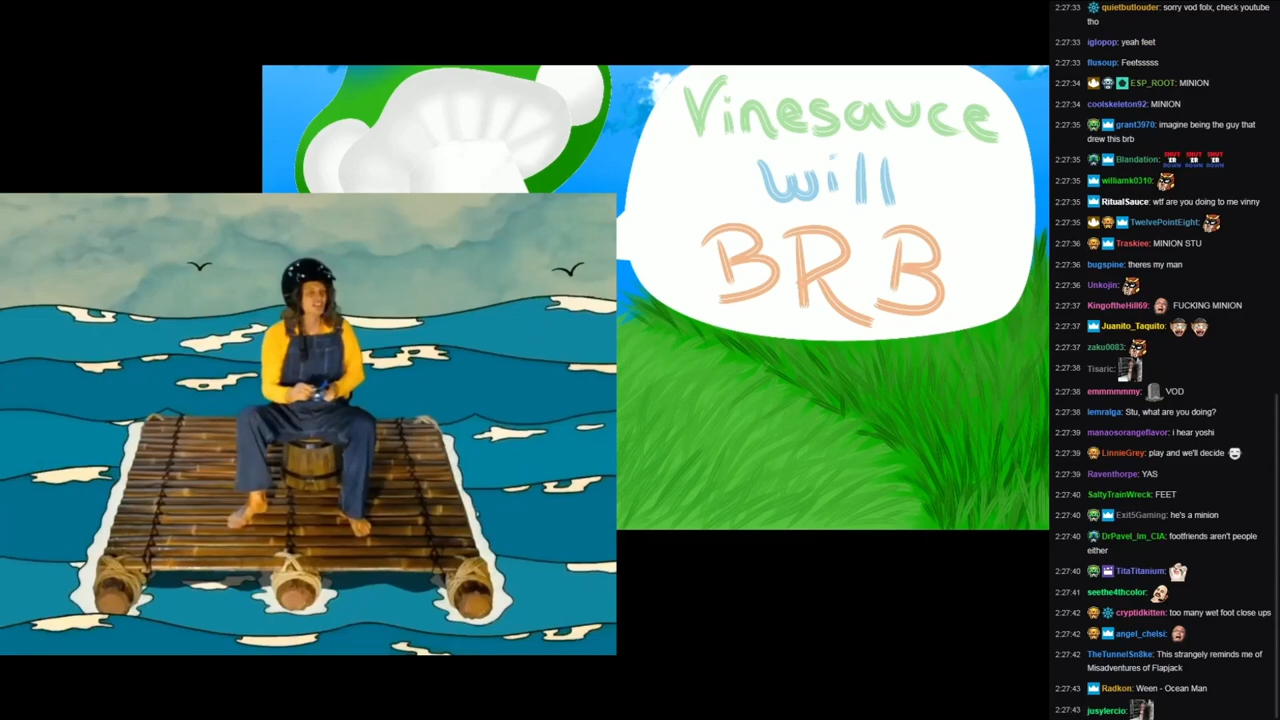 Vinesauce
will
BRB
2:27:33 quietbutlouder: sorry vod folx, check youtube
tho
2:27:33 iglopop: yeah feet
2:27:33 flusoup: Feetsssss
2:27:34 ESP_ROOT: MINION
2:27:34 coolskeleton92: MINION
2:27:35 grant3970: imagine being the guy that
drew this brb
2:27:35 Blandation:
2:27:35 williamk0310:
2:27:35 RitualSauce: wtf are you doing to me vinny
2:27:36 TwelvePointEight:
2:27:36 Traskiee: MINION STU
2:27:36 bugspine: theres my man
2:27:36 Unkojin:
2:27:37 KingoftheHill69: FUCKING MINION
2:27:37 Juanito_Taquito:
2:27:37 zaku0083:
2:27:38 Tisaric:
2:27:38 emmmmmmy: VOD
2:27:38 lemralga: Stu, what are you doing?
2:27:39 manaosorangeflavor: i hear yoshi
2:27:39 LinnieGrey: play and we'll decide
2:27:39 Raventhorpe: YAS
2:27:40 SaltyTrainWreck: FEET
2:27:40 Exit5Gaming: he's a minion
2:27:40 DrPavel_Im_CIA: footfriends aren't people
either
2:27:40 TitaTitanium:
2:27:41 seethe4thcolor:
2:27:42 cryptidkitten: too many wet foot close ups
2:27:42 angel_chelsi:
2:27:42 TheTunnelSn8ke: This strangely reminds me of
Misadventures of Flapjack
2:27:43 Radkon: Ween - Ocean Man
2:27:43 jusylercio: